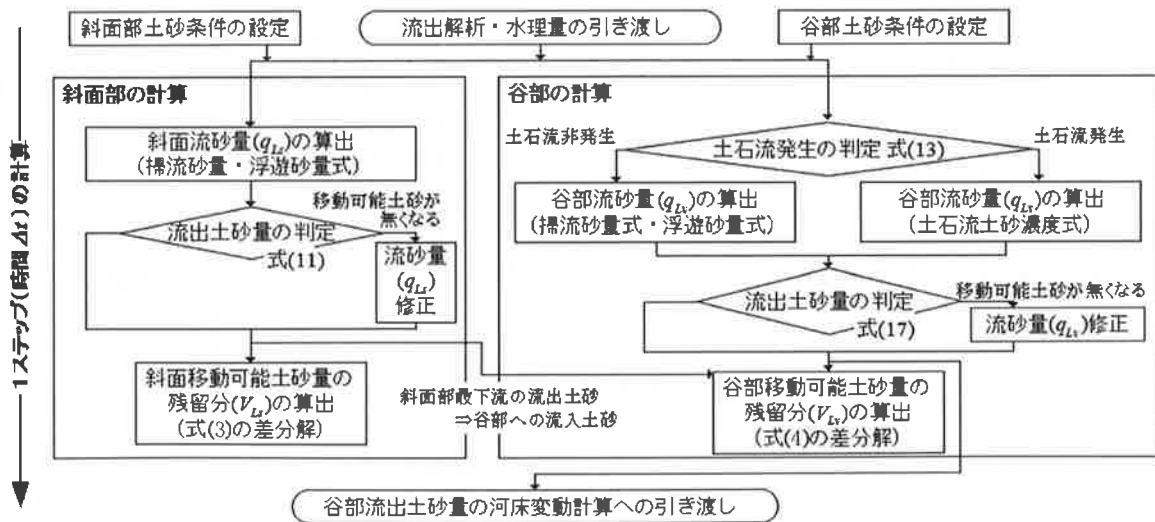 斜面部土砂条件の設定
流出解析・水理量の引き渡し
谷部土砂条件の設定
1ステップ(時間 Δt)の計算
斜面部の計算
斜面流砂量(qLs)の算出
(掃流砂量・浮遊砂量式)
移動可能土砂が
無くなる
流出土砂量の判定
式(11)
流砂量
(qLs)
修正
斜面移動可能土砂量の
残留分(VLs)の算出
(式(3)の差分解)
斜面部最下流の流出土砂
⇒谷部への流入土砂
谷部の計算
土石流非発生
土石流発生の判定 式(13)
土石流発生
谷部流砂量(qLv)の算出
(掃流砂量式・浮遊砂量式)
谷部流砂量(qLv)の算出
(土石流土砂濃度式)
流出土砂量の判定
式(17)
移動可能土砂が無くなる
流砂量(qLv)修正
谷部移動可能土砂量の
残留分(VLv)の算出
(式(4)の差分解)
谷部流出土砂量の河床変動計算への引き渡し